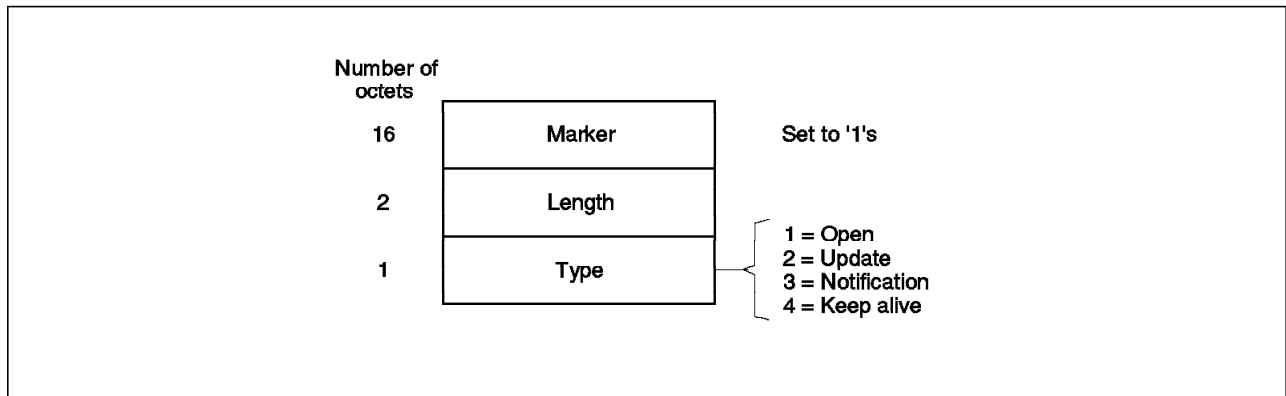 Number of
octets
16 Marker Set to '1's
2 Length
1 Type
1 = Open
2 = Update
3 = Notification
4 = Keep alive